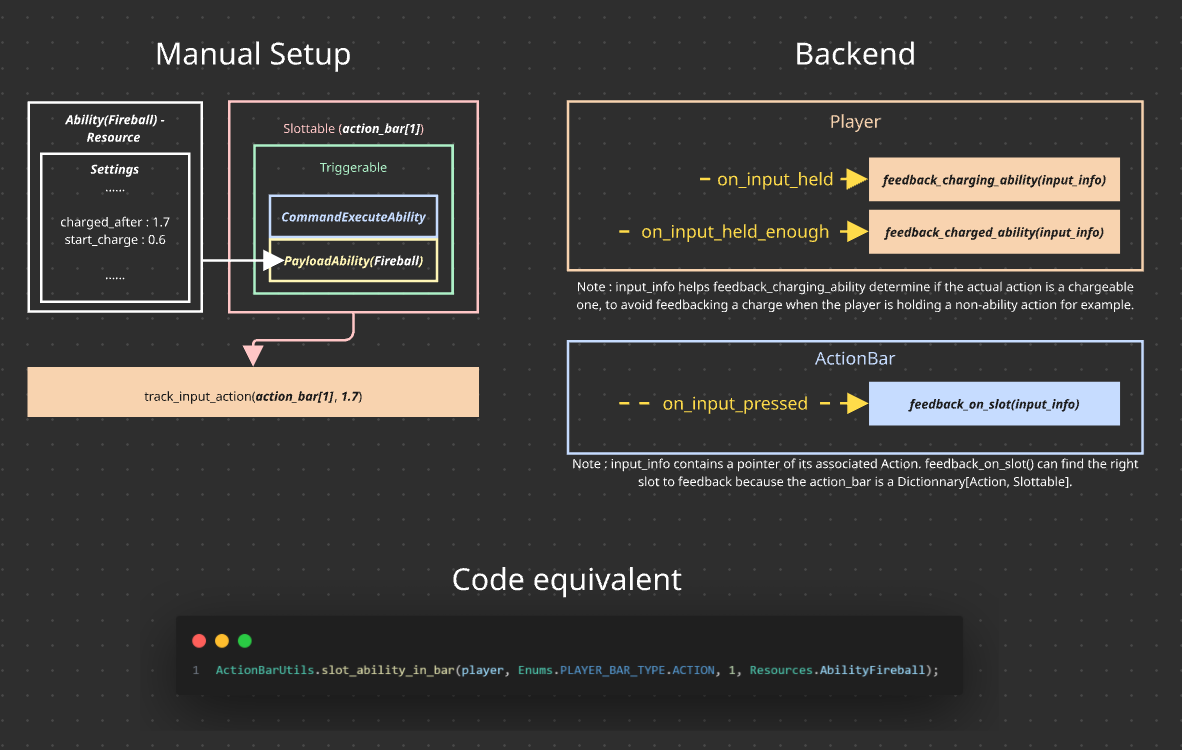 Manual Setup
Ability(Fireball) -
Resource
Settings
......
charged_after : 1.7
start_charge : 0.6
......
Slottable (action_bar[1])
Triggerable
CommandExecuteAbility
PayloadAbility(Fireball)
track_input_action(action_bar[1], 1.7)
Backend
Player
on_input_held
feedback_charging_ability(input_info)
on_input_held_enough
feedback_charged_ability(input_info)
Note : input_info helps feedback_charging_ability determine if the actual action is a chargeable
one, to avoid feedbacking a charge when the player is holding a non-ability action for example.
ActionBar
on_input_pressed
feedback_on_slot(input_info)
Note : input_info contains a pointer of its associated Action. feedback_on_slot() can find the right
slot to feedback because the action_bar is a Dictionnary[Action, Slottable].
Code equivalent
1 ActionBarUtils.slot_ability_in_bar(player, Enums.PLAYER_BAR_TYPE.ACTION, 1, Resources.AbilityFireball);